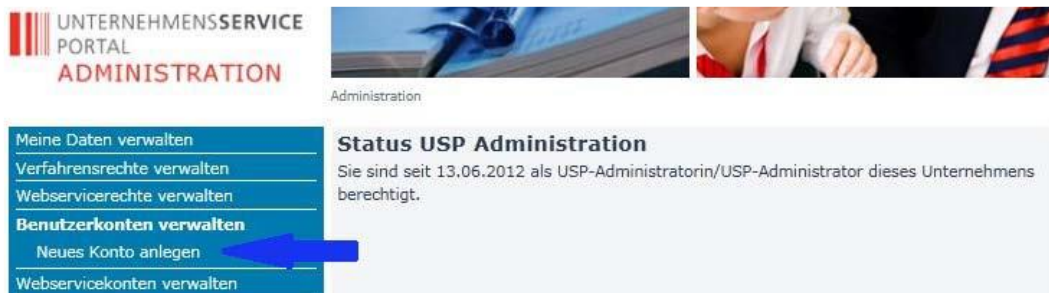 UNTERNEHMENSSERVICE
PORTAL
ADMINISTRATION
Administration
Meine Daten verwalten
Verfahrensrechte verwalten
Webservicerechte verwalten
Benutzerkonten verwalten
Neues Konto anlegen
Webservicekonten verwalten
Status USP Administration
Sie sind seit 13.06.2012 als USP-Administratorin/USP-Administrator dieses Unternehmens
berechtigt.